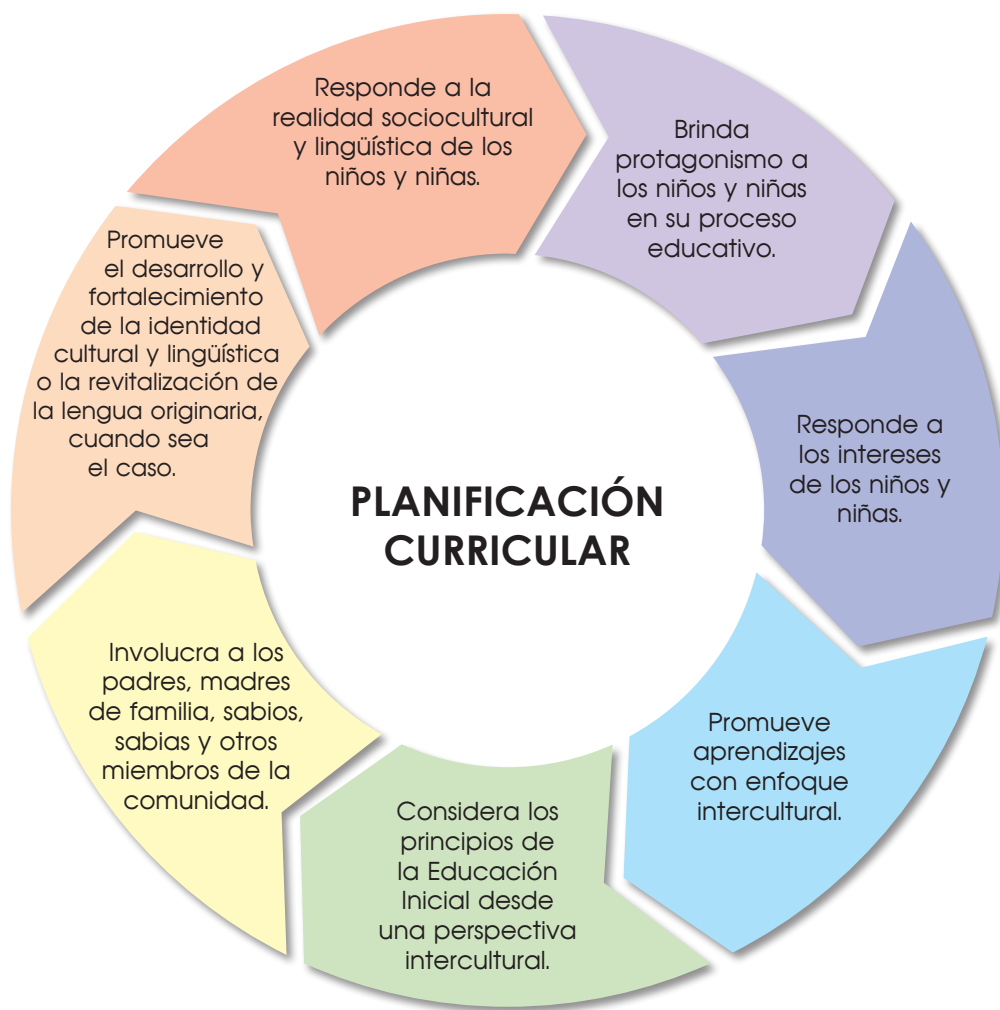 PLANIFICACIÓN
CURRICULAR
Responde a la
realidad sociocultural
y lingüística de los
niños y niñas.
Brinda
protagonismo a
los niños y niñas
en su proceso
educativo.
Responde a
los intereses
de los niños y
niñas.
Promueve
aprendizajes
con enfoque
intercultural.
Considera los
principios de
la Educación
Inicial desde
una perspectiva
intercultural.
Involucra a los
padres, madres
de familia, sabios,
sabias y otros
miembros de la
comunidad.
Promueve
el desarrollo y
fortalecimiento
de la identidad
cultural y lingüística
o la revitalización de
la lengua originaria,
cuando sea
el caso.